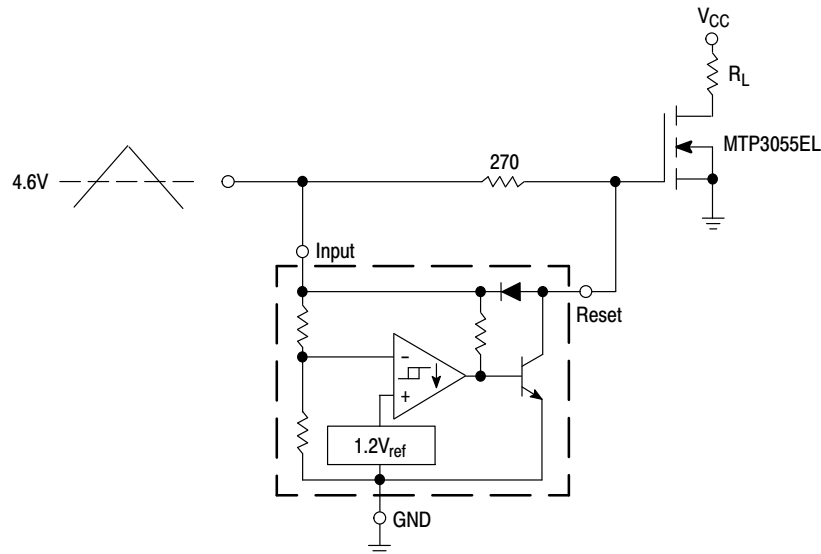 VCC
RL
MTP3055EL
270
4.6V
Input
Reset
−
+
1.2Vref
GND